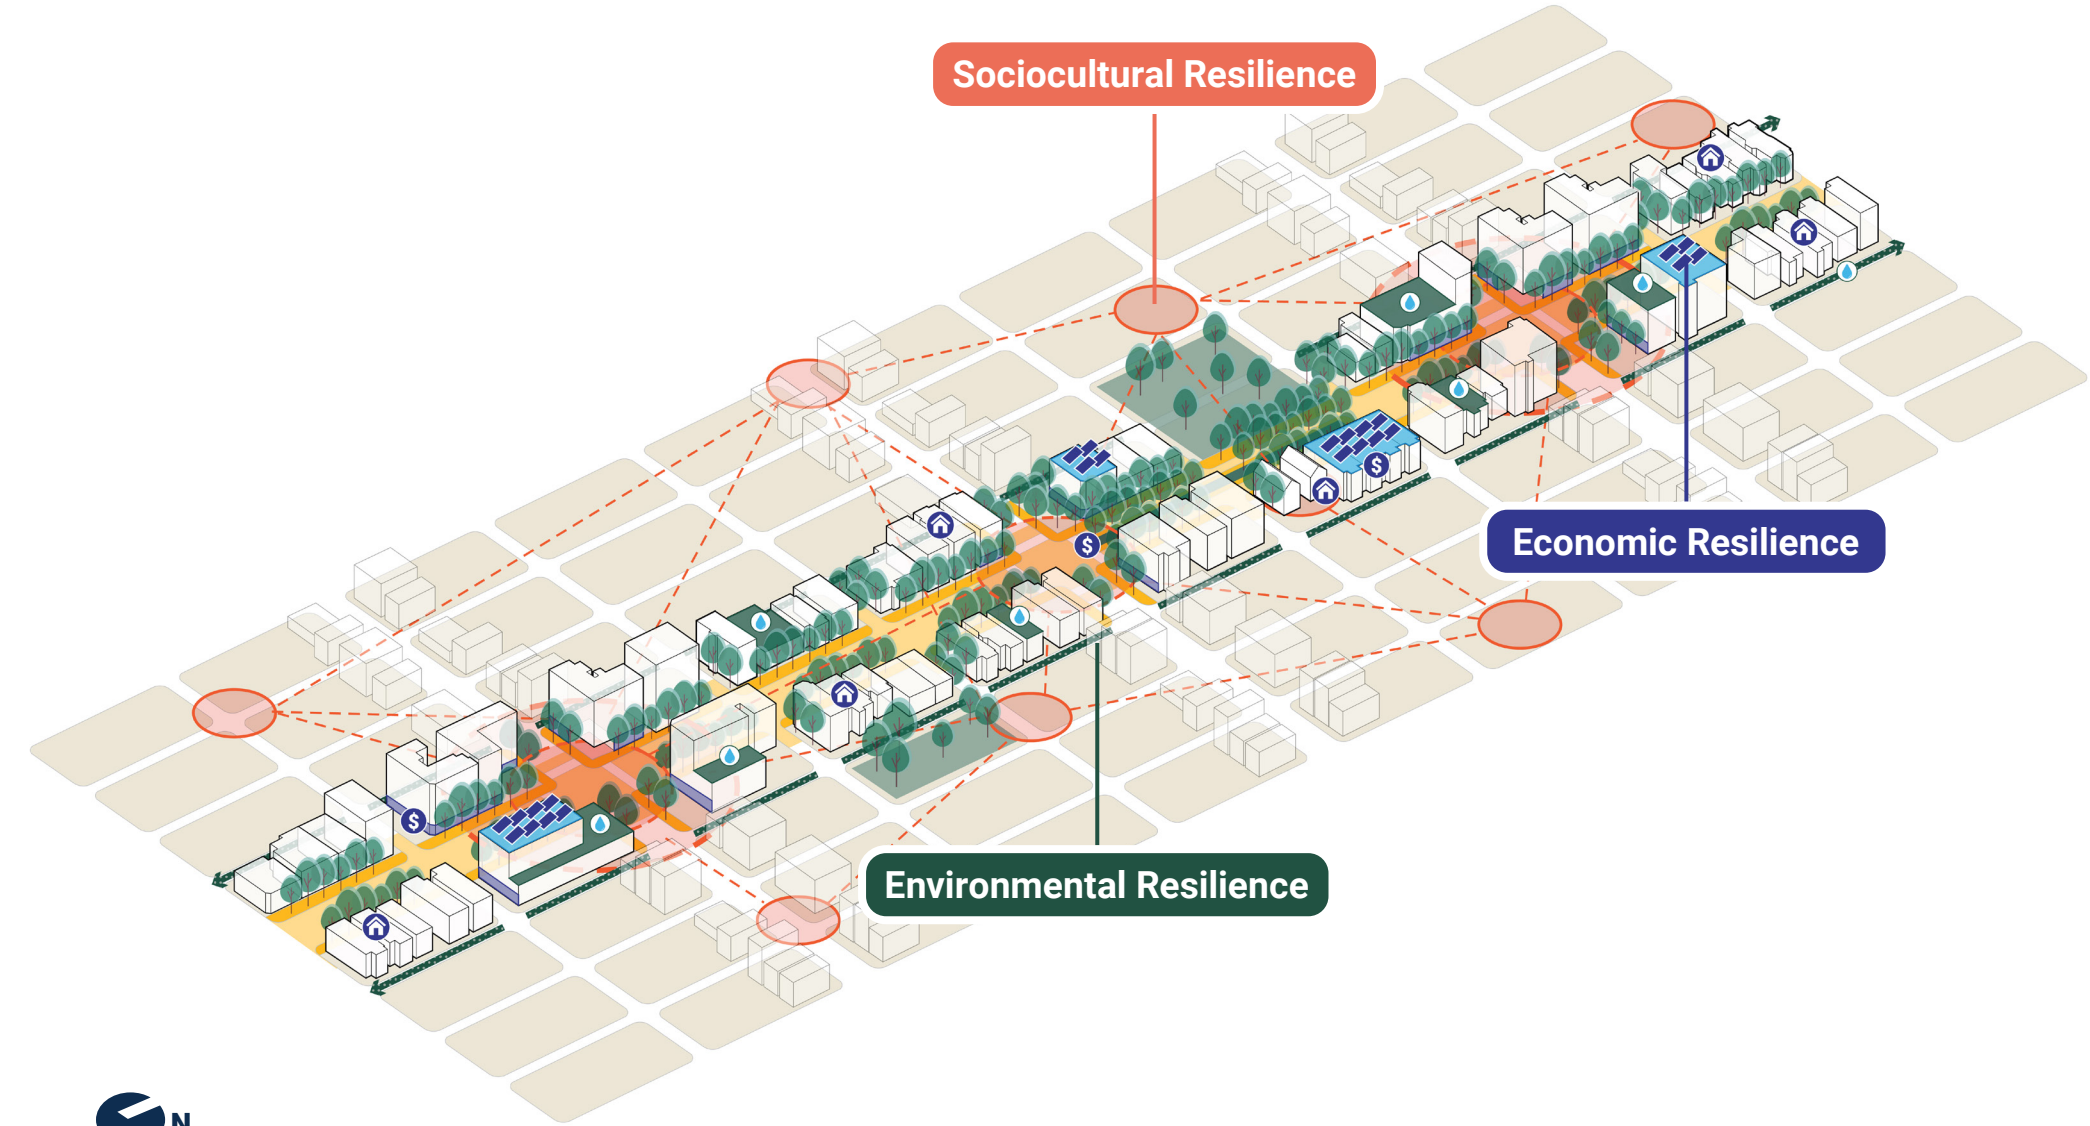 Sociocultural Resilience
$
Economic Resilience
$
$
Environmental Resilience
N